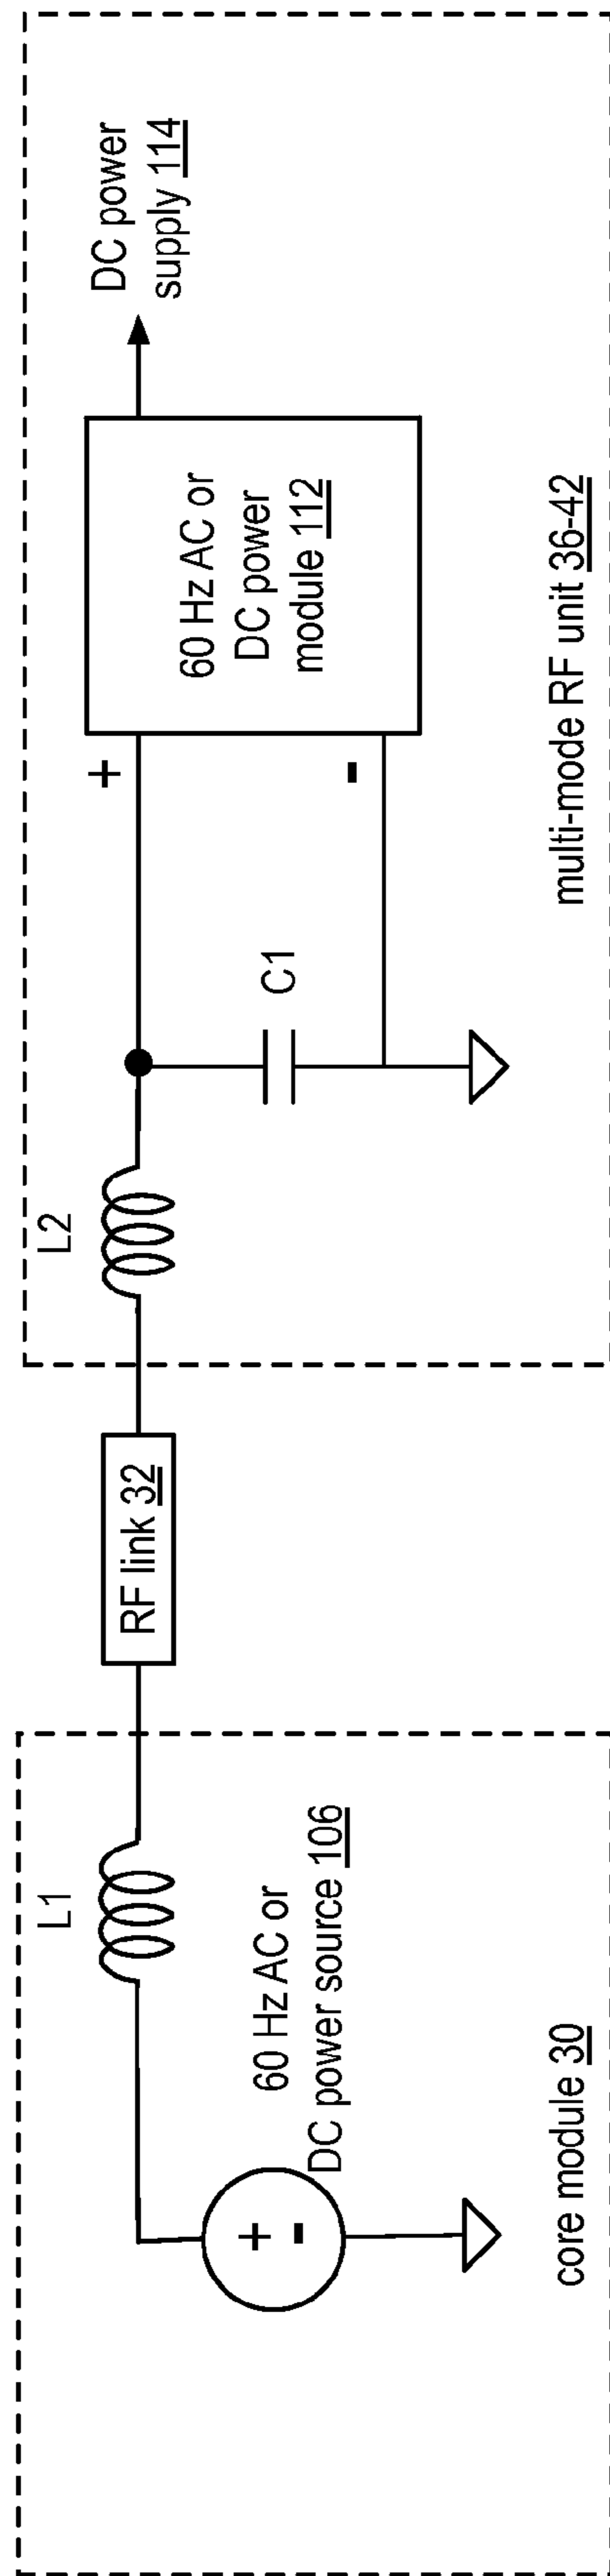 L1
60 Hz AC or
DC power source 106
+
-
core module 30
RF link 32
L2
C1
+
-
60 Hz AC or
DC power
module 112
DC power
supply 114
multi-mode RF unit 36-42